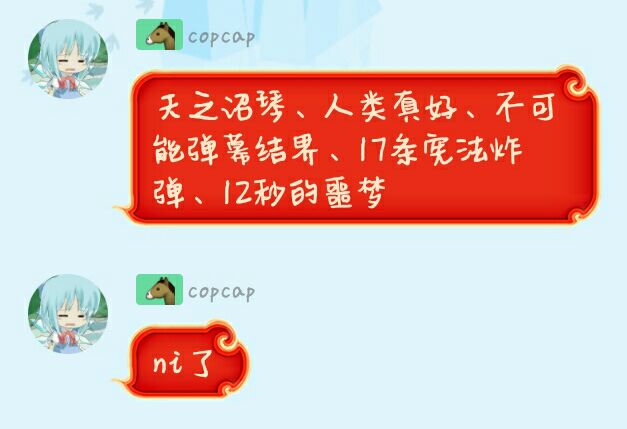 copcap
天之沼琴、人类真好、不可
能弹幕结界、17条宪法炸
弹、12秒的噩梦
copcap
ni了